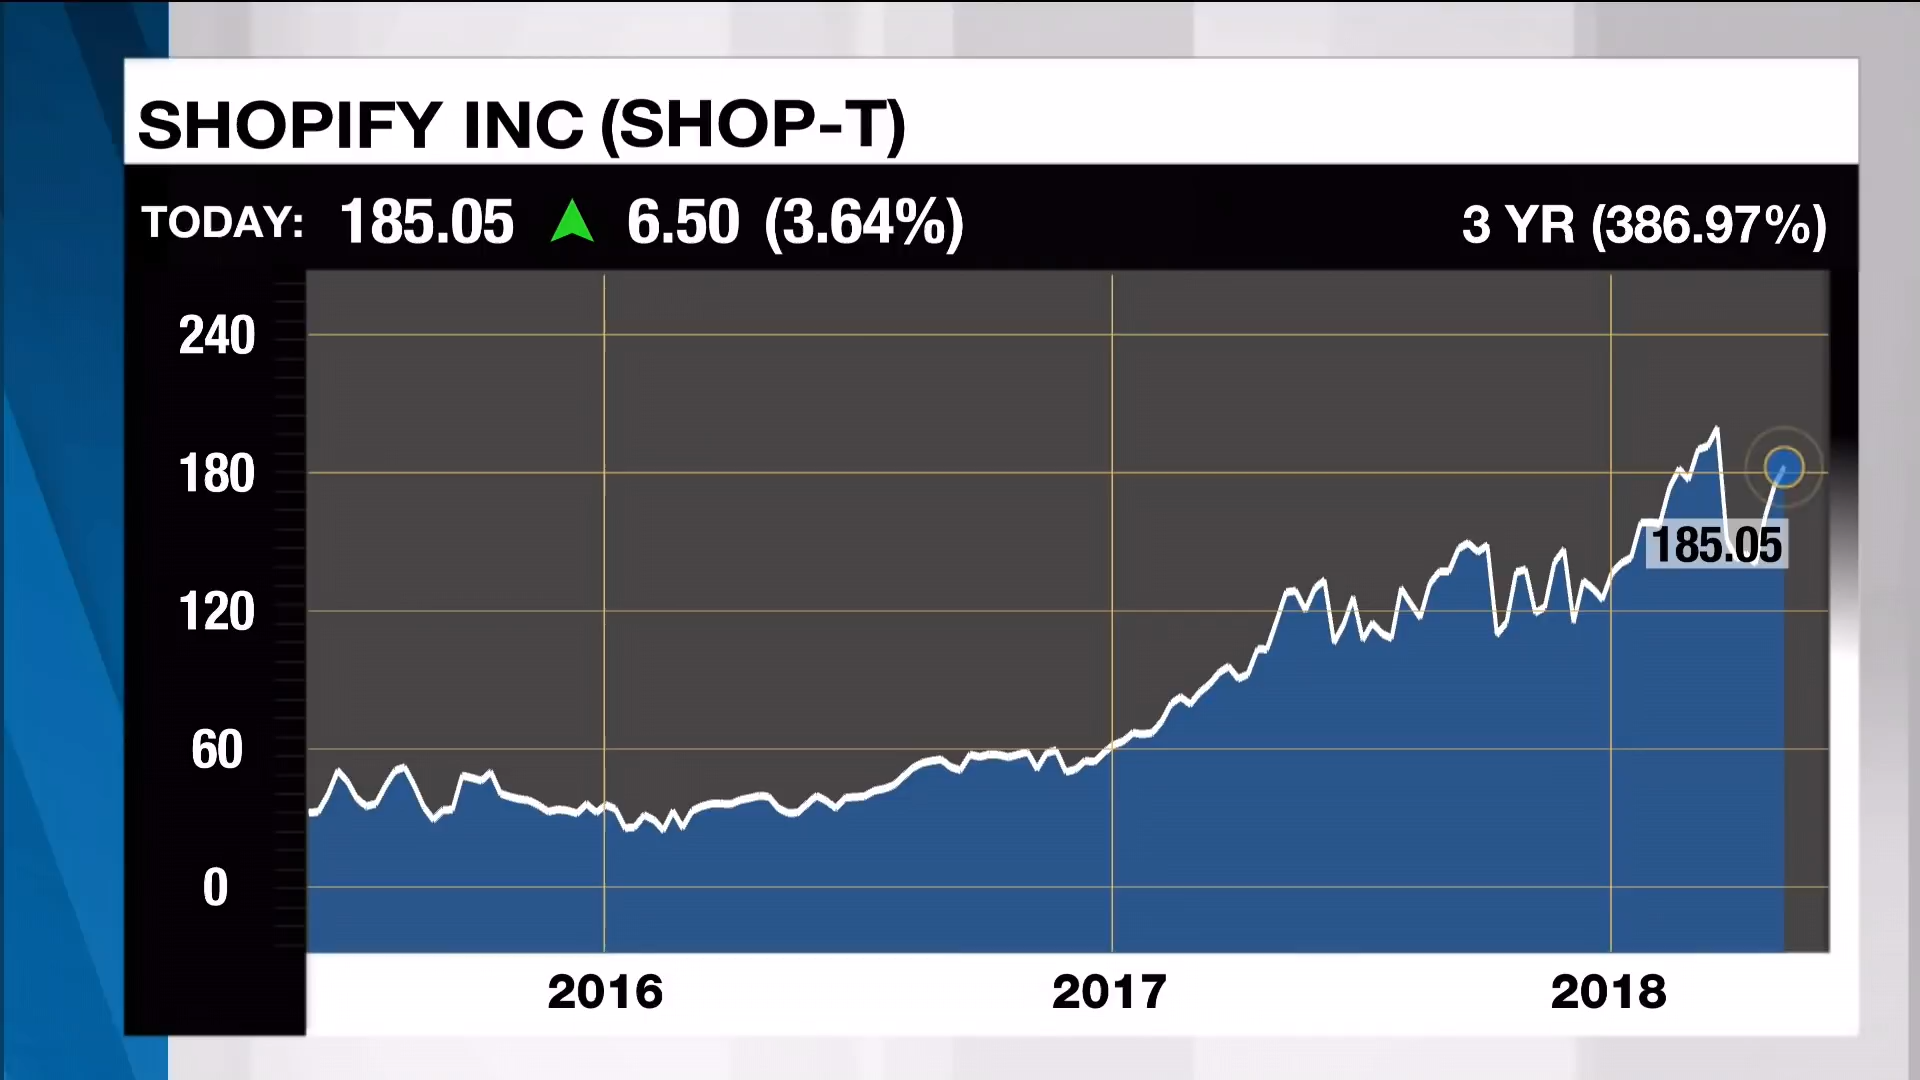 SHOPIFY INC (SHOP-T)
TODAY: 185.05 ▲ 6.50 (3.64%) 3 YR (386.97%)
240
180
185.05
120
60
0
2016 2017 2018